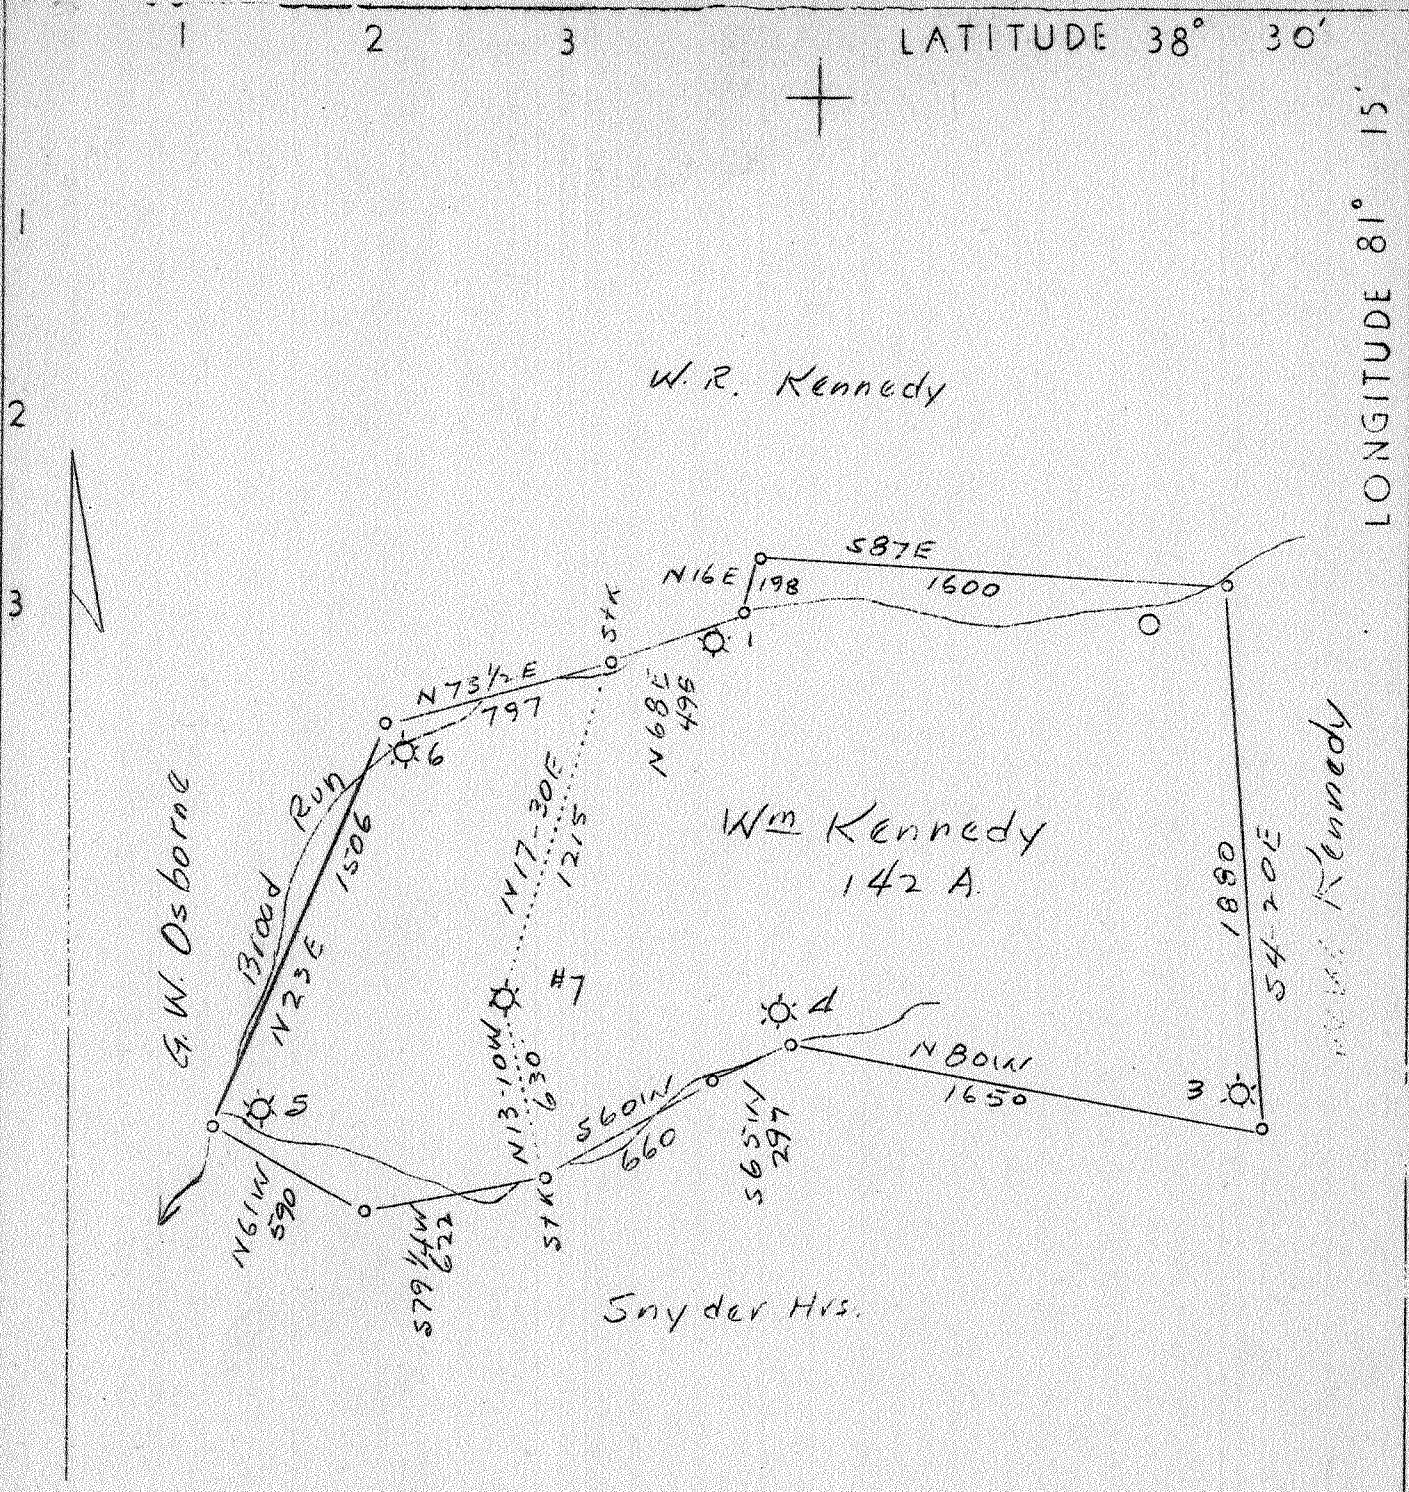 1 2 3 LATITUDE 38° 30'
LONGITUDE 81° 15'
1
2
3
W. R. Kennedy
S87E
1600
N16E
198
STK
1
N68E
495
N73½E
797
6
Broad Run
N23E
1506
G. W. Osborne
N17-30E
1215
Wm Kennedy
142 A.
1880
S4-20E
Kennedy
#7
N13-10W
630
4
N80W
1650
3
S65W
297
S60W
660
5
N61W
590
S79¼W
622
STK
Snyder Hrs.